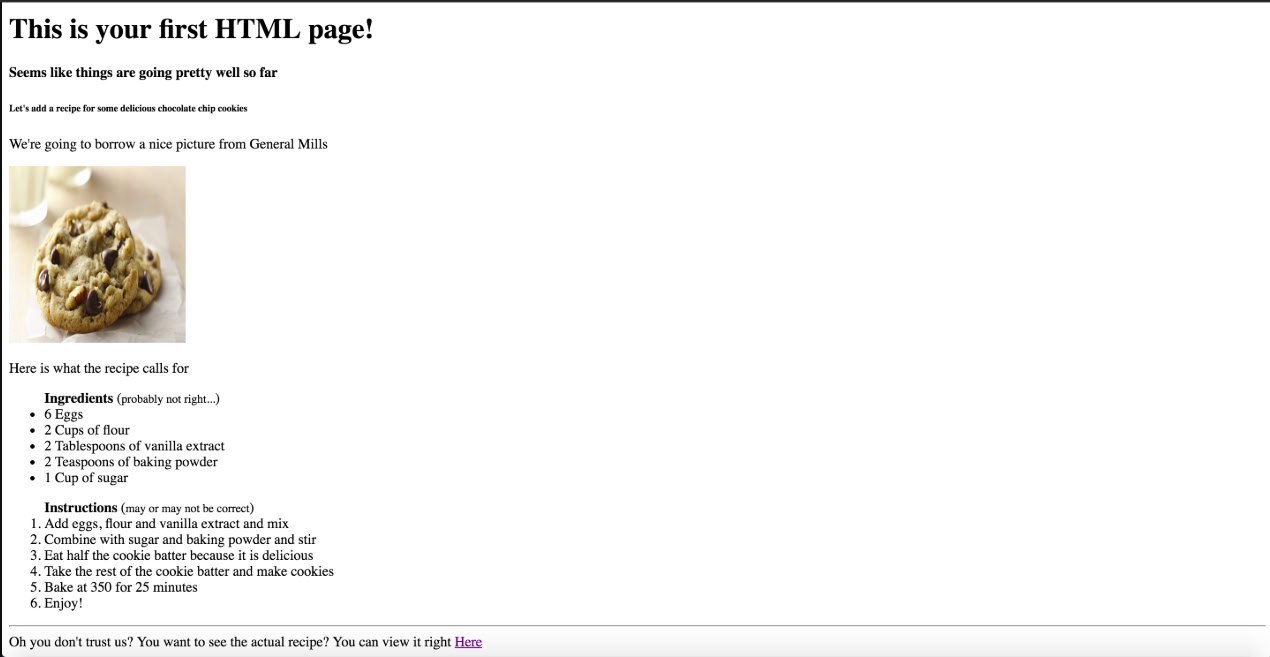 This is your first HTML page!
Seems like things are going pretty well so far
Let's add a recipe for some delicious chocolate chip cookies
We're going to borrow a nice picture from General Mills
Here is what the recipe calls for
Ingredients (probably not right...)
• 6 Eggs
• 2 Cups of flour
• 2 Tablespoons of vanilla extract
• 2 Teaspoons of baking powder
• 1 Cup of sugar
Instructions (may or may not be correct)
1. Add eggs, flour and vanilla extract and mix
2. Combine with sugar and baking powder and stir
3. Eat half the cookie batter because it is delicious
4. Take the rest of the cookie batter and make cookies
5. Bake at 350 for 25 minutes
6. Enjoy!
Oh you don't trust us? You want to see the actual recipe? You can view it right Here